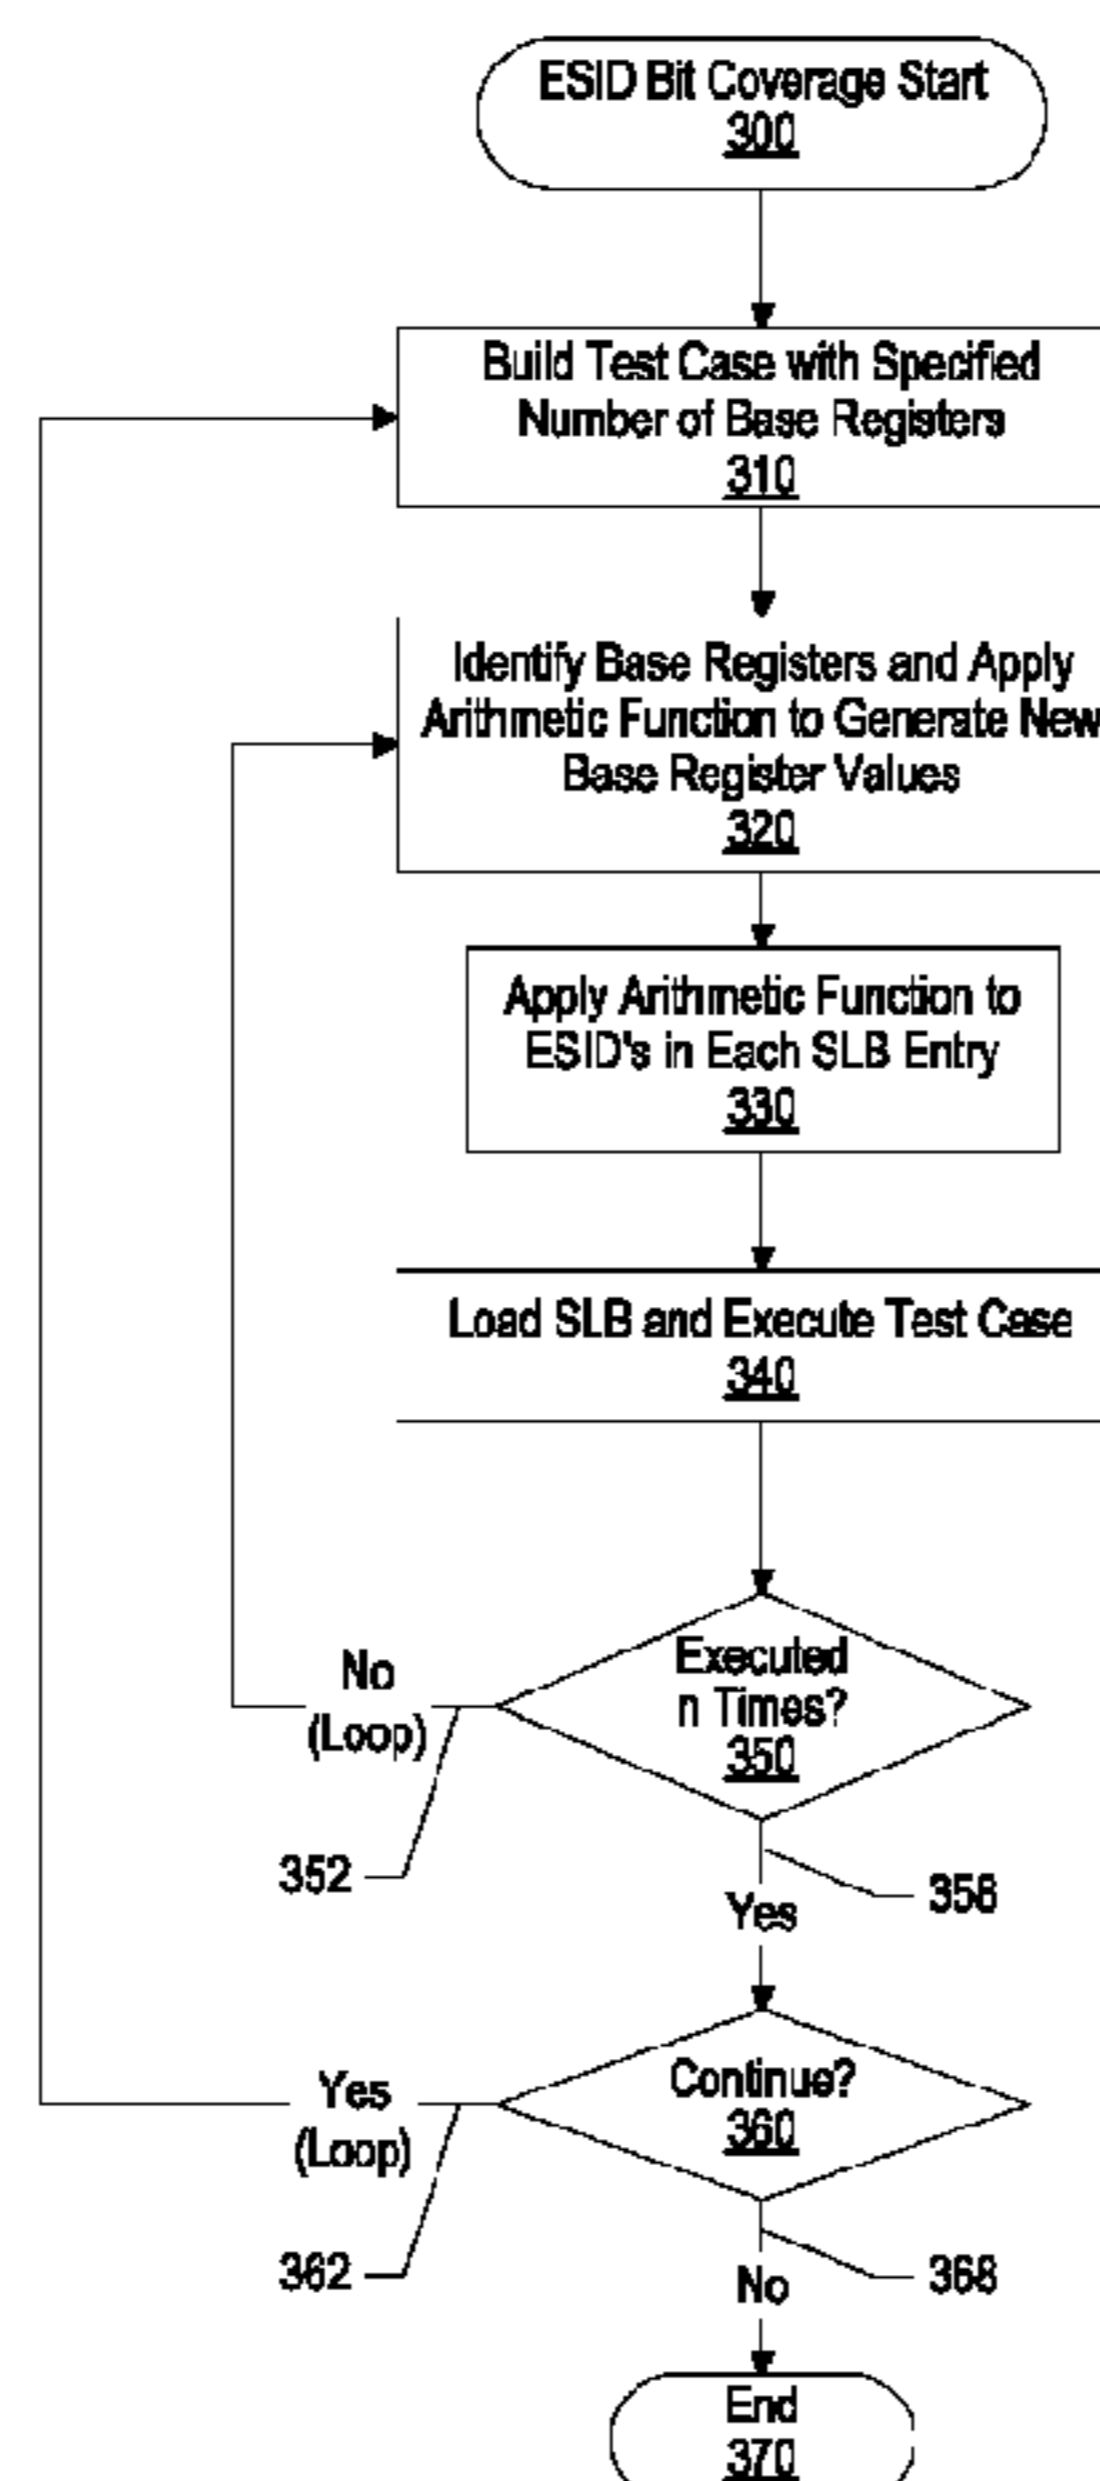 ESID Bit Coverage Start
300
Build Test Case with Specified
Number of Base Registers
310
Identify Base Registers and Apply
Arithmetic Function to Generate New
Base Register Values
320
Apply Arithmetic Function to
ESID's in Each SLB Entry
330
Load SLB and Execute Test Case
340
Executed
n Times?
350
No
(Loop)
352
358
Yes
Continue?
360
Yes
(Loop)
362
368
No
End
370